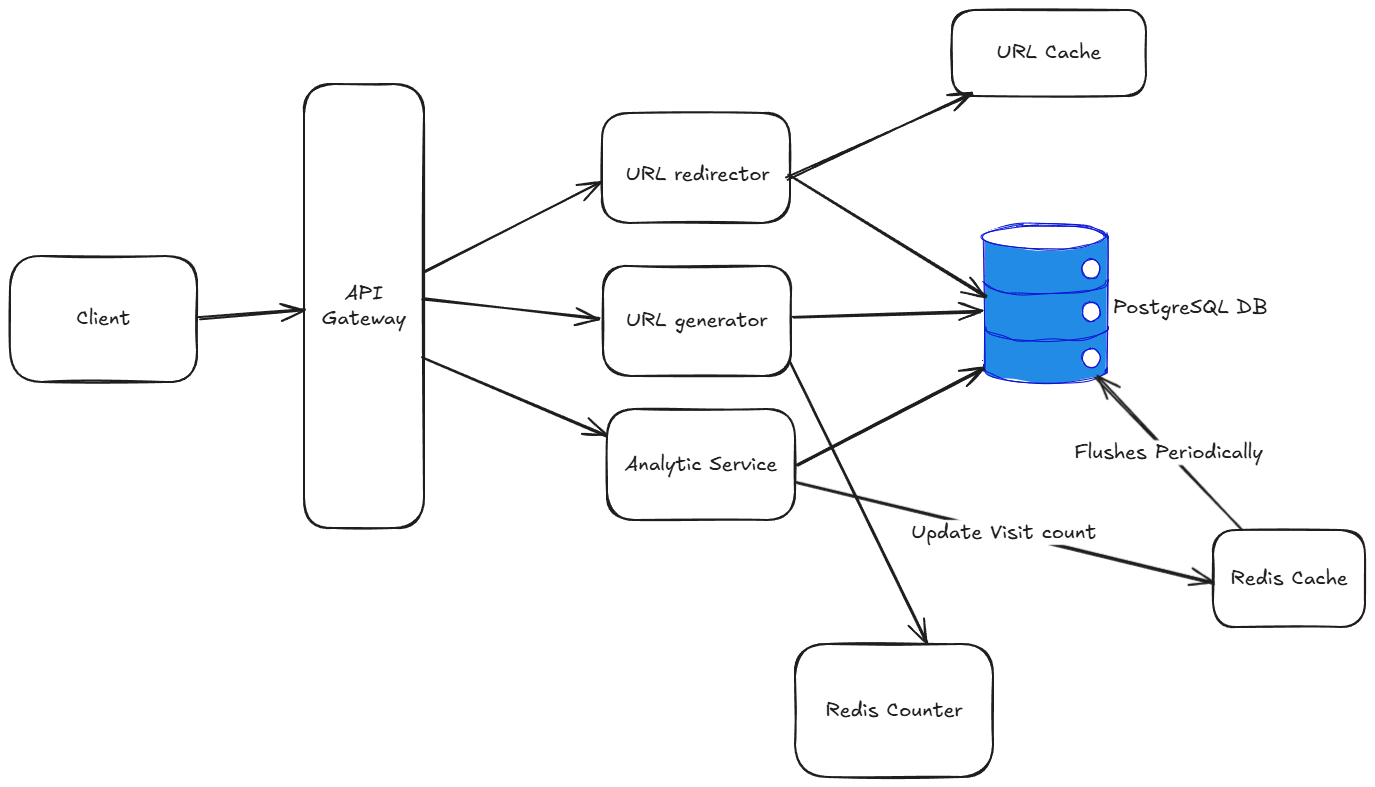 URL Cache
URL redirector
API
Gateway
Client
URL generator
PostgreSQL DB
Analytic Service
Flushes Periodically
Update Visit count
Redis Cache
Redis Counter